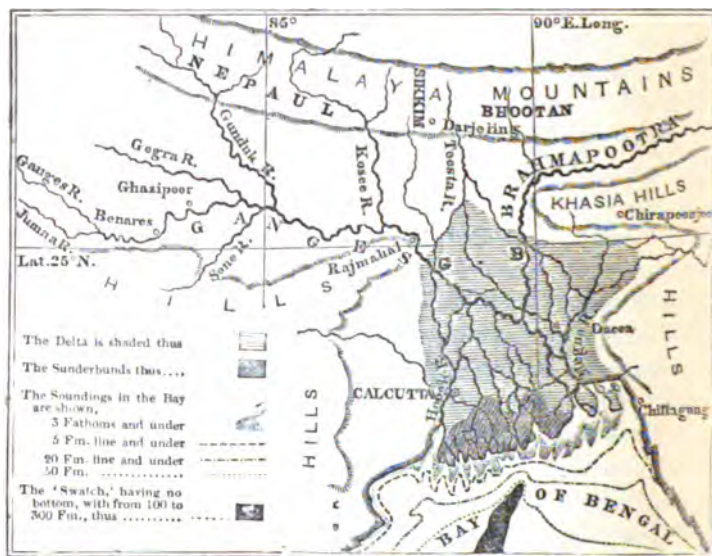 85°
90° E. Long.
HIMALAYA MOUNTAINS
NEPAUL
SIKKIM
BHOOTAN
Darjeling
BRAHMAPOOTRA
Gunduk R.
Kosee R.
Teesta R.
Gogra R.
Ganges R.
Ghazipoor
Benares
Jumna R.
GANGES
KHASIA HILLS
Lat. 25° N.
Sone R.
Rajmahal
G
B
HILLS
Dacca
HILLS
The Delta is shaded thus
The Sunderbunds thus....
CALCUTTA
Hoogly R.
Chittagung
The Soundings in the Bay
are shown,
3 Fathoms and under
5 Fm. line and under
20 Fm. line and under
50 Fm.
HILLS
The 'Swatch,' having no
bottom, with from 100 to
300 Fm., thus
BAY OF BENGAL